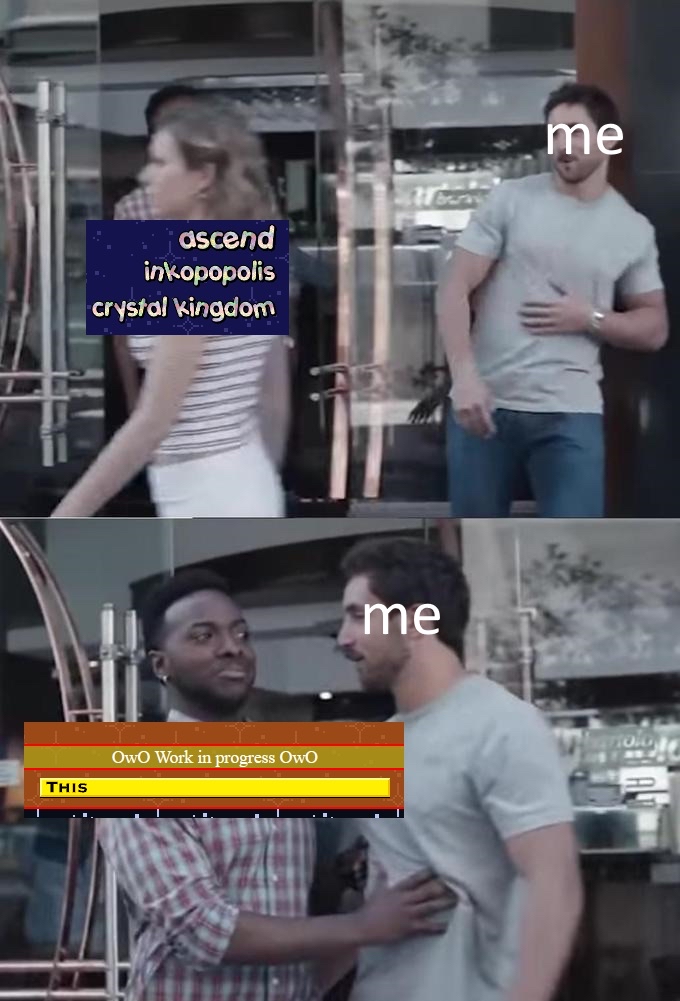 me
ascend
inkopopolis
crystal kingdom
me
OwO Work in progress OwO
THIS